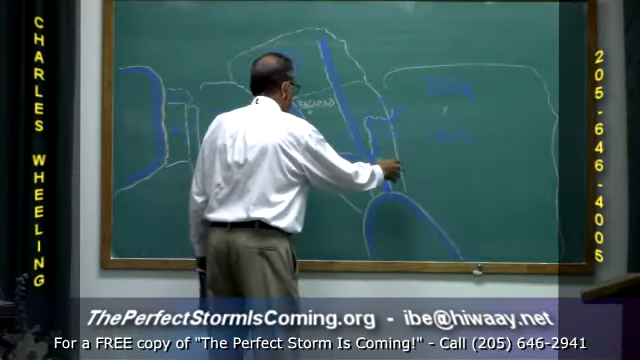 CHARLES WHEELING
205-646-4005
BAGHDAD
ThePerfectStormIsComing.org - ibe@hiwaay.net
For a FREE copy of "The Perfect Storm Is Coming!" - Call (205) 646-2941